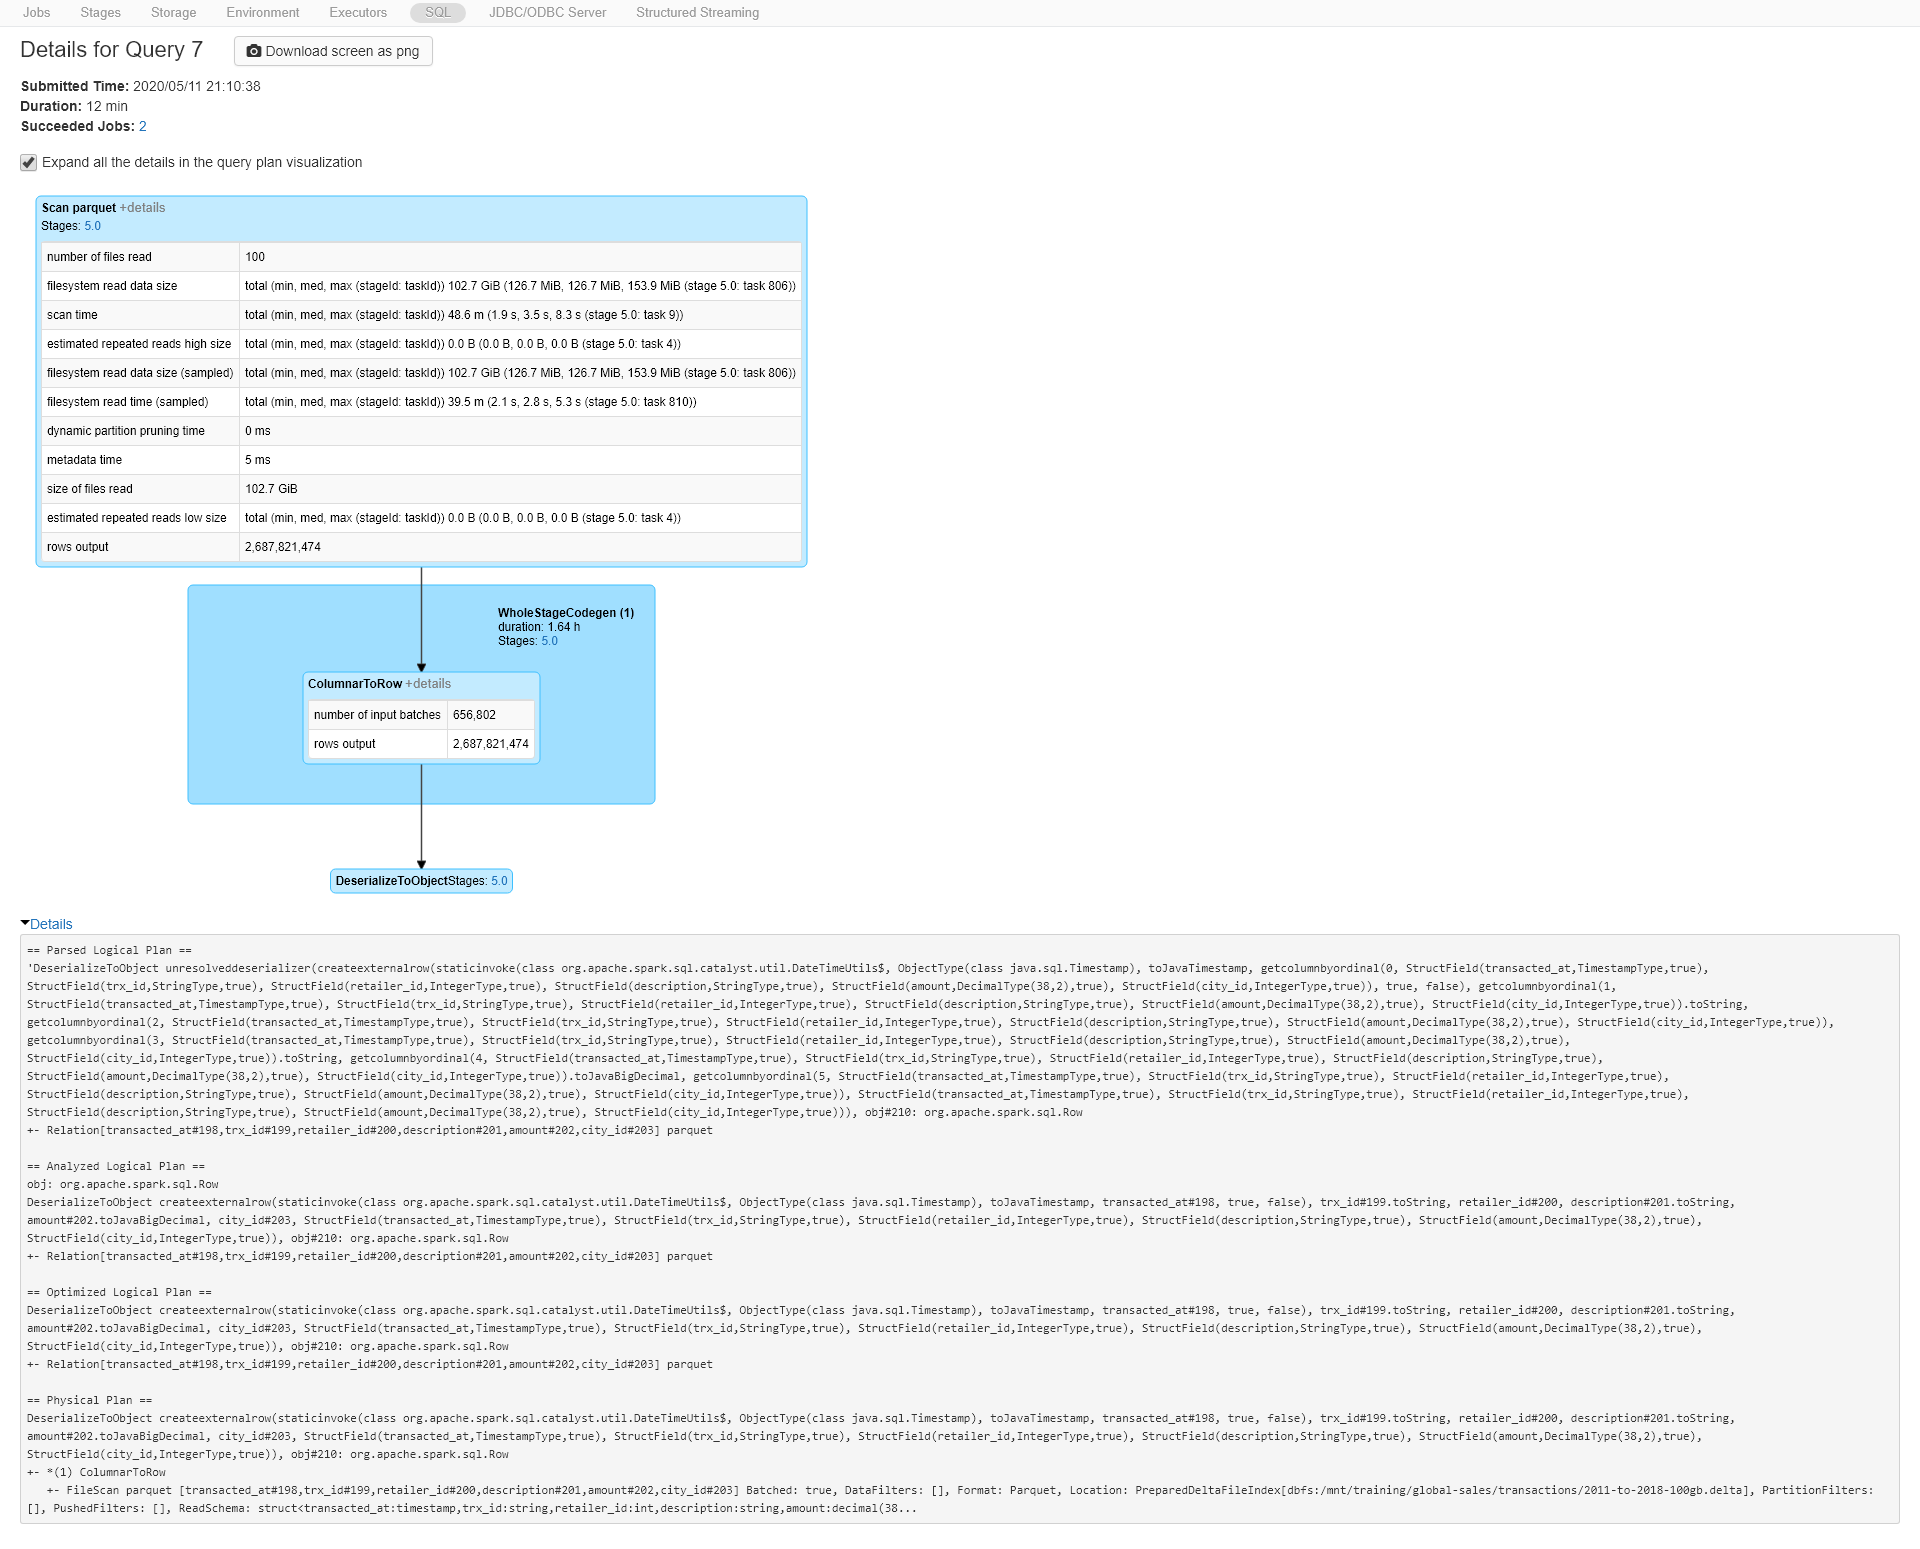 Jobs Stages Storage Environment Executors SQL JDBC/ODBC Server Structured Streaming
Details for Query 7 Download screen as png
Submitted Time: 2020/05/11 21:10:38
Duration: 12 min
Succeeded Jobs: 2
Expand all the details in the query plan visualization
Scan parquet +details
Stages: 5.0
number of files read 100
filesystem read data size total (min, med, max (stageId: taskId)) 102.7 GiB (126.7 MiB, 126.7 MiB, 153.9 MiB (stage 5.0: task 806))
scan time total (min, med, max (stageId: taskId)) 48.6 m (1.9 s, 3.5 s, 8.3 s (stage 5.0: task 9))
estimated repeated reads high size total (min, med, max (stageId: taskId)) 0.0 B (0.0 B, 0.0 B, 0.0 B (stage 5.0: task 4))
filesystem read data size (sampled) total (min, med, max (stageId: taskId)) 102.7 GiB (126.7 MiB, 126.7 MiB, 153.9 MiB (stage 5.0: task 806))
filesystem read time (sampled) total (min, med, max (stageId: taskId)) 39.5 m (2.1 s, 2.8 s, 5.3 s (stage 5.0: task 810))
dynamic partition pruning time 0 ms
metadata time 5 ms
size of files read 102.7 GiB
estimated repeated reads low size total (min, med, max (stageId: taskId)) 0.0 B (0.0 B, 0.0 B, 0.0 B (stage 5.0: task 4))
rows output 2,687,821,474
WholeStageCodegen (1)
duration: 1.64 h
Stages: 5.0
ColumnarToRow +details
number of input batches 656,802
rows output 2,687,821,474
DeserializeToObjectStages: 5.0
Details
== Parsed Logical Plan ==
'DeserializeToObject unresolveddeserializer(createexternalrow(staticinvoke(class org.apache.spark.sql.catalyst.util.DateTimeUtils$, ObjectType(class java.sql.Timestamp), toJavaTimestamp, getcolumnbyordinal(0, StructField(transacted_at,TimestampType,true),
StructField(trx_id,StringType,true), StructField(retailer_id,IntegerType,true), StructField(description,StringType,true), StructField(amount,DecimalType(38,2),true), StructField(city_id,IntegerType,true)), true, false), getcolumnbyordinal(1,
StructField(transacted_at,TimestampType,true), StructField(trx_id,StringType,true), StructField(retailer_id,IntegerType,true), StructField(description,StringType,true), StructField(amount,DecimalType(38,2),true), StructField(city_id,IntegerType,true)).toString,
getcolumnbyordinal(2, StructField(transacted_at,TimestampType,true), StructField(trx_id,StringType,true), StructField(retailer_id,IntegerType,true), StructField(description,StringType,true), StructField(amount,DecimalType(38,2),true), StructField(city_id,IntegerType,true)),
getcolumnbyordinal(3, StructField(transacted_at,TimestampType,true), StructField(trx_id,StringType,true), StructField(retailer_id,IntegerType,true), StructField(description,StringType,true), StructField(amount,DecimalType(38,2),true),
StructField(city_id,IntegerType,true)).toString, getcolumnbyordinal(4, StructField(transacted_at,TimestampType,true), StructField(trx_id,StringType,true), StructField(retailer_id,IntegerType,true), StructField(description,StringType,true),
StructField(amount,DecimalType(38,2),true), StructField(city_id,IntegerType,true)).toJavaBigDecimal, getcolumnbyordinal(5, StructField(transacted_at,TimestampType,true), StructField(trx_id,StringType,true), StructField(retailer_id,IntegerType,true),
StructField(description,StringType,true), StructField(amount,DecimalType(38,2),true), StructField(city_id,IntegerType,true)), StructField(transacted_at,TimestampType,true), StructField(trx_id,StringType,true), StructField(retailer_id,IntegerType,true),
StructField(description,StringType,true), StructField(amount,DecimalType(38,2),true), StructField(city_id,IntegerType,true))), obj#210: org.apache.spark.sql.Row
+- Relation[transacted_at#198,trx_id#199,retailer_id#200,description#201,amount#202,city_id#203] parquet
== Analyzed Logical Plan ==
obj: org.apache.spark.sql.Row
DeserializeToObject createexternalrow(staticinvoke(class org.apache.spark.sql.catalyst.util.DateTimeUtils$, ObjectType(class java.sql.Timestamp), toJavaTimestamp, transacted_at#198, true, false), trx_id#199.toString, retailer_id#200, description#201.toString,
amount#202.toJavaBigDecimal, city_id#203, StructField(transacted_at,TimestampType,true), StructField(trx_id,StringType,true), StructField(retailer_id,IntegerType,true), StructField(description,StringType,true), StructField(amount,DecimalType(38,2),true),
StructField(city_id,IntegerType,true)), obj#210: org.apache.spark.sql.Row
+- Relation[transacted_at#198,trx_id#199,retailer_id#200,description#201,amount#202,city_id#203] parquet
== Optimized Logical Plan ==
DeserializeToObject createexternalrow(staticinvoke(class org.apache.spark.sql.catalyst.util.DateTimeUtils$, ObjectType(class java.sql.Timestamp), toJavaTimestamp, transacted_at#198, true, false), trx_id#199.toString, retailer_id#200, description#201.toString,
amount#202.toJavaBigDecimal, city_id#203, StructField(transacted_at,TimestampType,true), StructField(trx_id,StringType,true), StructField(retailer_id,IntegerType,true), StructField(description,StringType,true), StructField(amount,DecimalType(38,2),true),
StructField(city_id,IntegerType,true)), obj#210: org.apache.spark.sql.Row
+- Relation[transacted_at#198,trx_id#199,retailer_id#200,description#201,amount#202,city_id#203] parquet
== Physical Plan ==
DeserializeToObject createexternalrow(staticinvoke(class org.apache.spark.sql.catalyst.util.DateTimeUtils$, ObjectType(class java.sql.Timestamp), toJavaTimestamp, transacted_at#198, true, false), trx_id#199.toString, retailer_id#200, description#201.toString,
amount#202.toJavaBigDecimal, city_id#203, StructField(transacted_at,TimestampType,true), StructField(trx_id,StringType,true), StructField(retailer_id,IntegerType,true), StructField(description,StringType,true), StructField(amount,DecimalType(38,2),true),
StructField(city_id,IntegerType,true)), obj#210: org.apache.spark.sql.Row
+- *(1) ColumnarToRow
+- FileScan parquet [transacted_at#198,trx_id#199,retailer_id#200,description#201,amount#202,city_id#203] Batched: true, DataFilters: [], Format: Parquet, Location: PreparedDeltaFileIndex[dbfs:/mnt/training/global-sales/transactions/2011-to-2018-100gb.delta], PartitionFilters:
[], PushedFilters: [], ReadSchema: struct<transacted_at:timestamp,trx_id:string,retailer_id:int,description:string,amount:decimal(38...